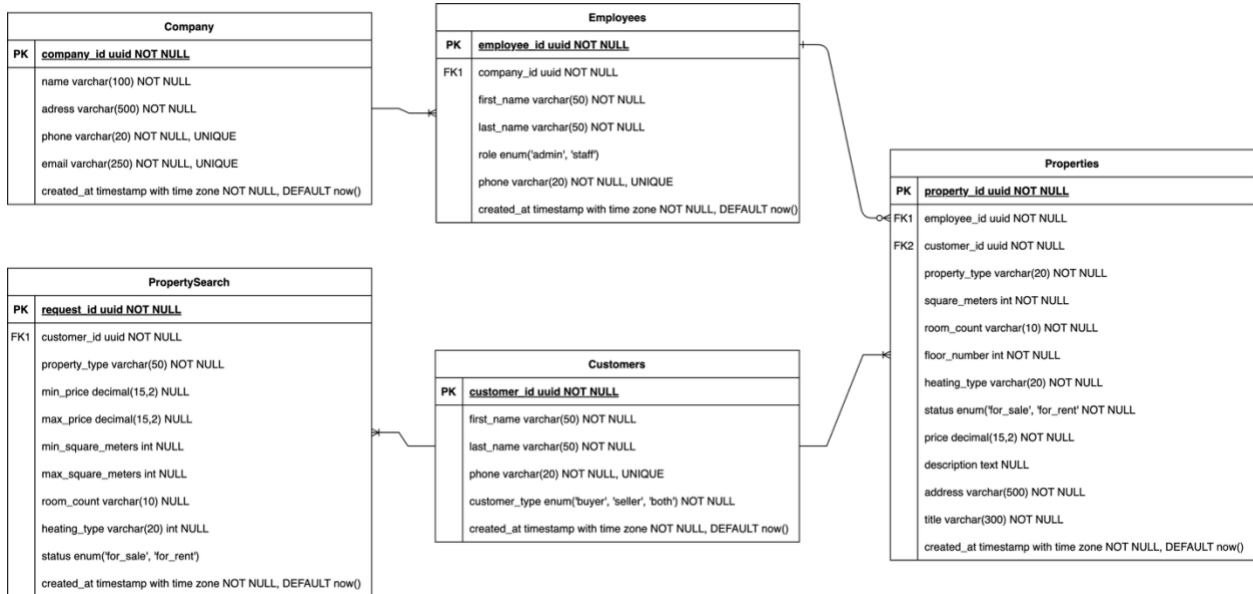 Company
PK company_id uuid NOT NULL
name varchar(100) NOT NULL
adress varchar(500) NOT NULL
phone varchar(20) NOT NULL, UNIQUE
email varchar(250) NOT NULL, UNIQUE
created_at timestamp with time zone NOT NULL, DEFAULT now()
Employees
PK employee_id uuid NOT NULL
FK1 company_id uuid NOT NULL
first_name varchar(50) NOT NULL
last_name varchar(50) NOT NULL
role enum('admin', 'staff')
phone varchar(20) NOT NULL, UNIQUE
created_at timestamp with time zone NOT NULL, DEFAULT now()
Properties
PK property_id uuid NOT NULL
FK1 employee_id uuid NOT NULL
FK2 customer_id uuid NOT NULL
property_type varchar(20) NOT NULL
square_meters int NOT NULL
room_count varchar(10) NOT NULL
floor_number int NOT NULL
heating_type varchar(20) NOT NULL
status enum('for_sale', 'for_rent' NOT NULL
price decimal(15,2) NOT NULL
description text NULL
address varchar(500) NOT NULL
title varchar(300) NOT NULL
created_at timestamp with time zone NOT NULL, DEFAULT now()
PropertySearch
PK request_id uuid NOT NULL
FK1 customer_id uuid NOT NULL
property_type varchar(50) NOT NULL
min_price decimal(15,2) NULL
max_price decimal(15,2) NULL
min_square_meters int NULL
max_square_meters int NULL
room_count varchar(10) NULL
heating_type varchar(20) int NULL
status enum('for_sale', 'for_rent')
created_at timestamp with time zone NOT NULL, DEFAULT now()
Customers
PK customer_id uuid NOT NULL
first_name varchar(50) NOT NULL
last_name varchar(50) NOT NULL
phone varchar(20) NOT NULL, UNIQUE
customer_type enum('buyer', 'seller', 'both') NOT NULL
created_at timestamp with time zone NOT NULL, DEFAULT now()